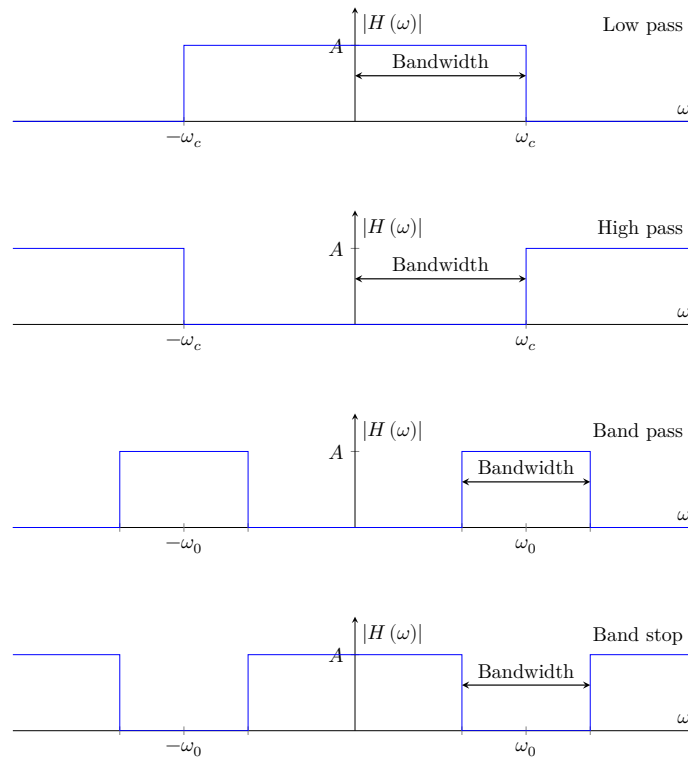 |H (ω)|
Low pass
A
Bandwidth
ω
−ω_c
ω_c
|H (ω)|
High pass
A
Bandwidth
ω
−ω_c
ω_c
|H (ω)|
Band pass
A
Bandwidth
ω
−ω_0
ω_0
|H (ω)|
Band stop
A
Bandwidth
ω
−ω_0
ω_0